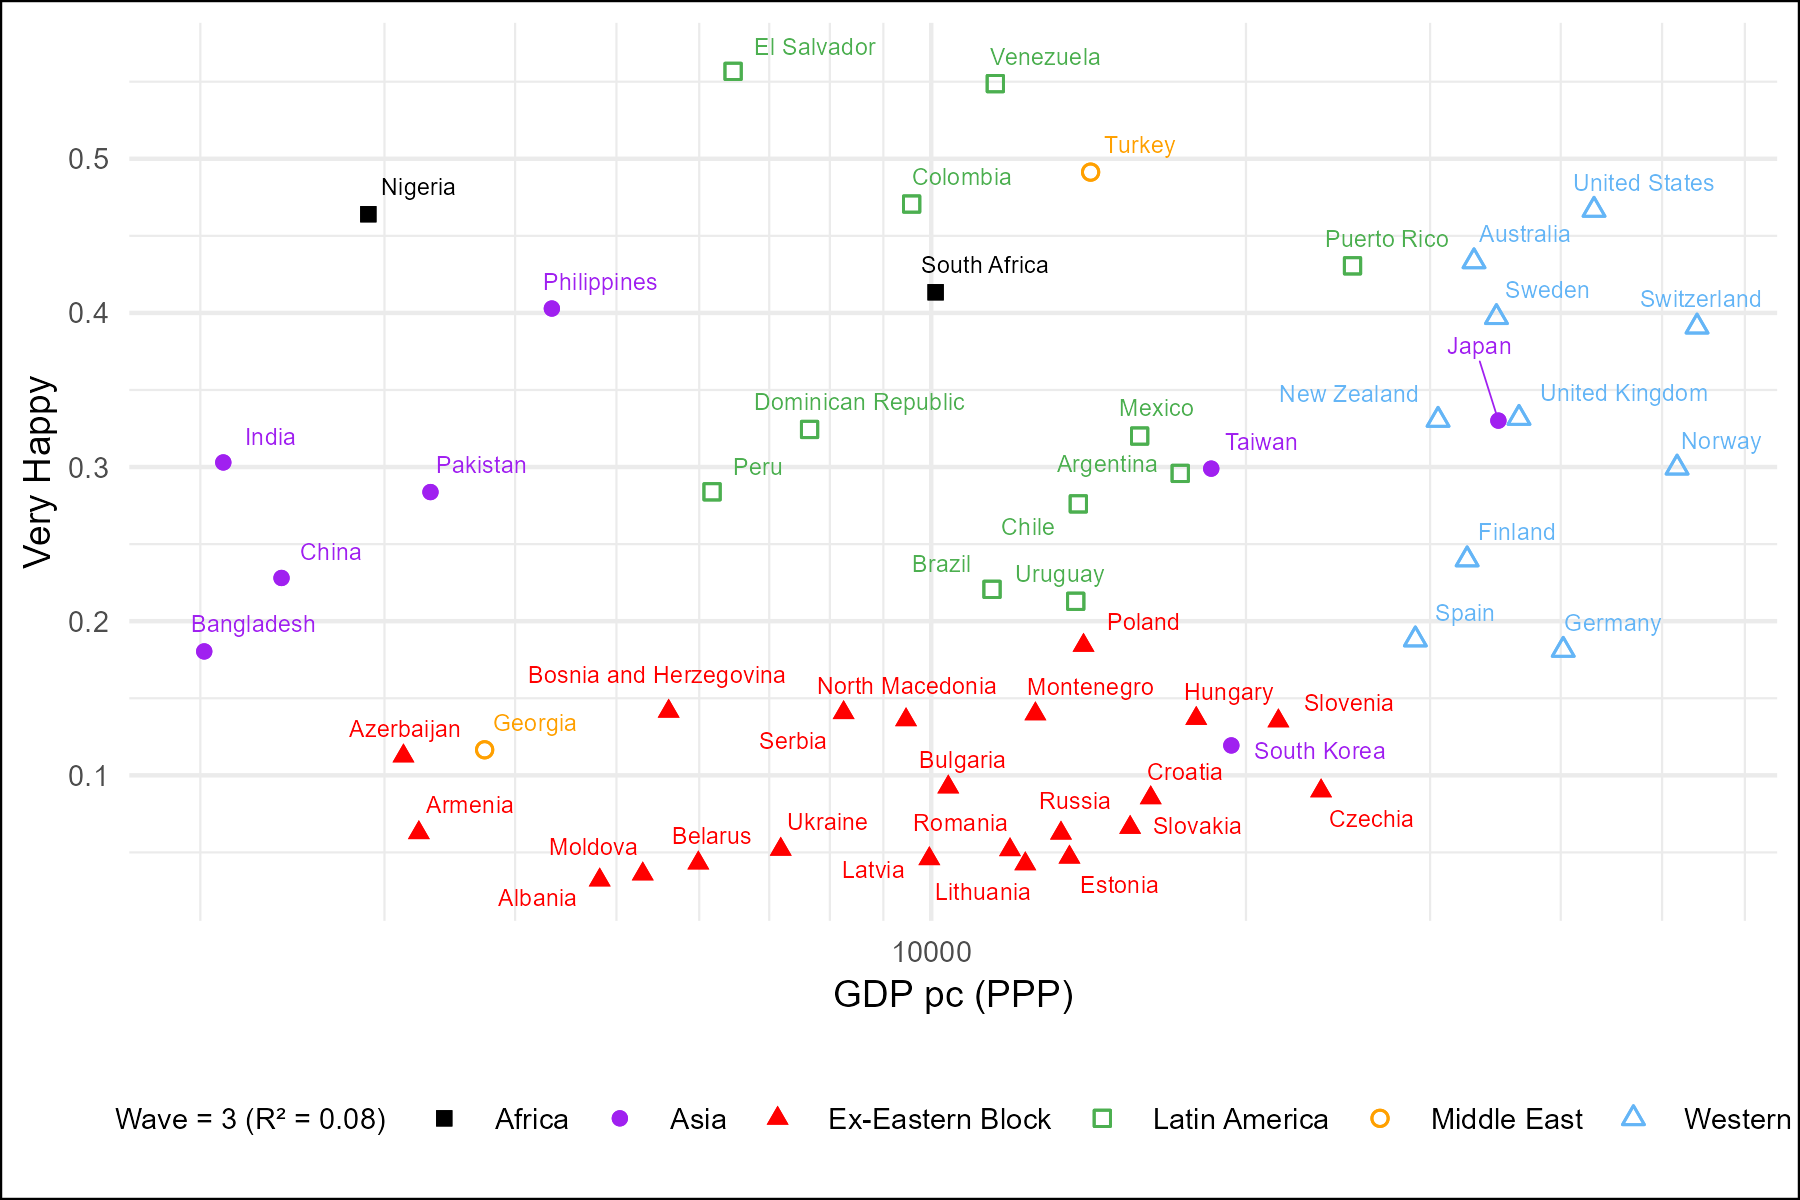 El Salvador
Venezuela
Turkey
0.5
Nigeria
Colombia
United States
Australia
Puerto Rico
South Africa
Philippines
Sweden
Switzerland
0.4
Japan
New Zealand
United Kingdom
Dominican Republic
Mexico
India
Taiwan
Norway
Pakistan
Peru
Argentina
0.3
Very Happy
Chile
Finland
China
Brazil
Uruguay
Bangladesh
0.2
Poland
Spain
Germany
Bosnia and Herzegovina
North Macedonia
Montenegro
Hungary
Slovenia
Azerbaijan
Georgia
Serbia
South Korea
Bulgaria
0.1
Croatia
Armenia
Russia
Czechia
Ukraine
Romania
Slovakia
Belarus
Moldova
Latvia
Estonia
Albania
Lithuania
10000
GDP pc (PPP)
Wave = 3 (R² = 0.08) Africa Asia Ex-Eastern Block Latin America Middle East Western